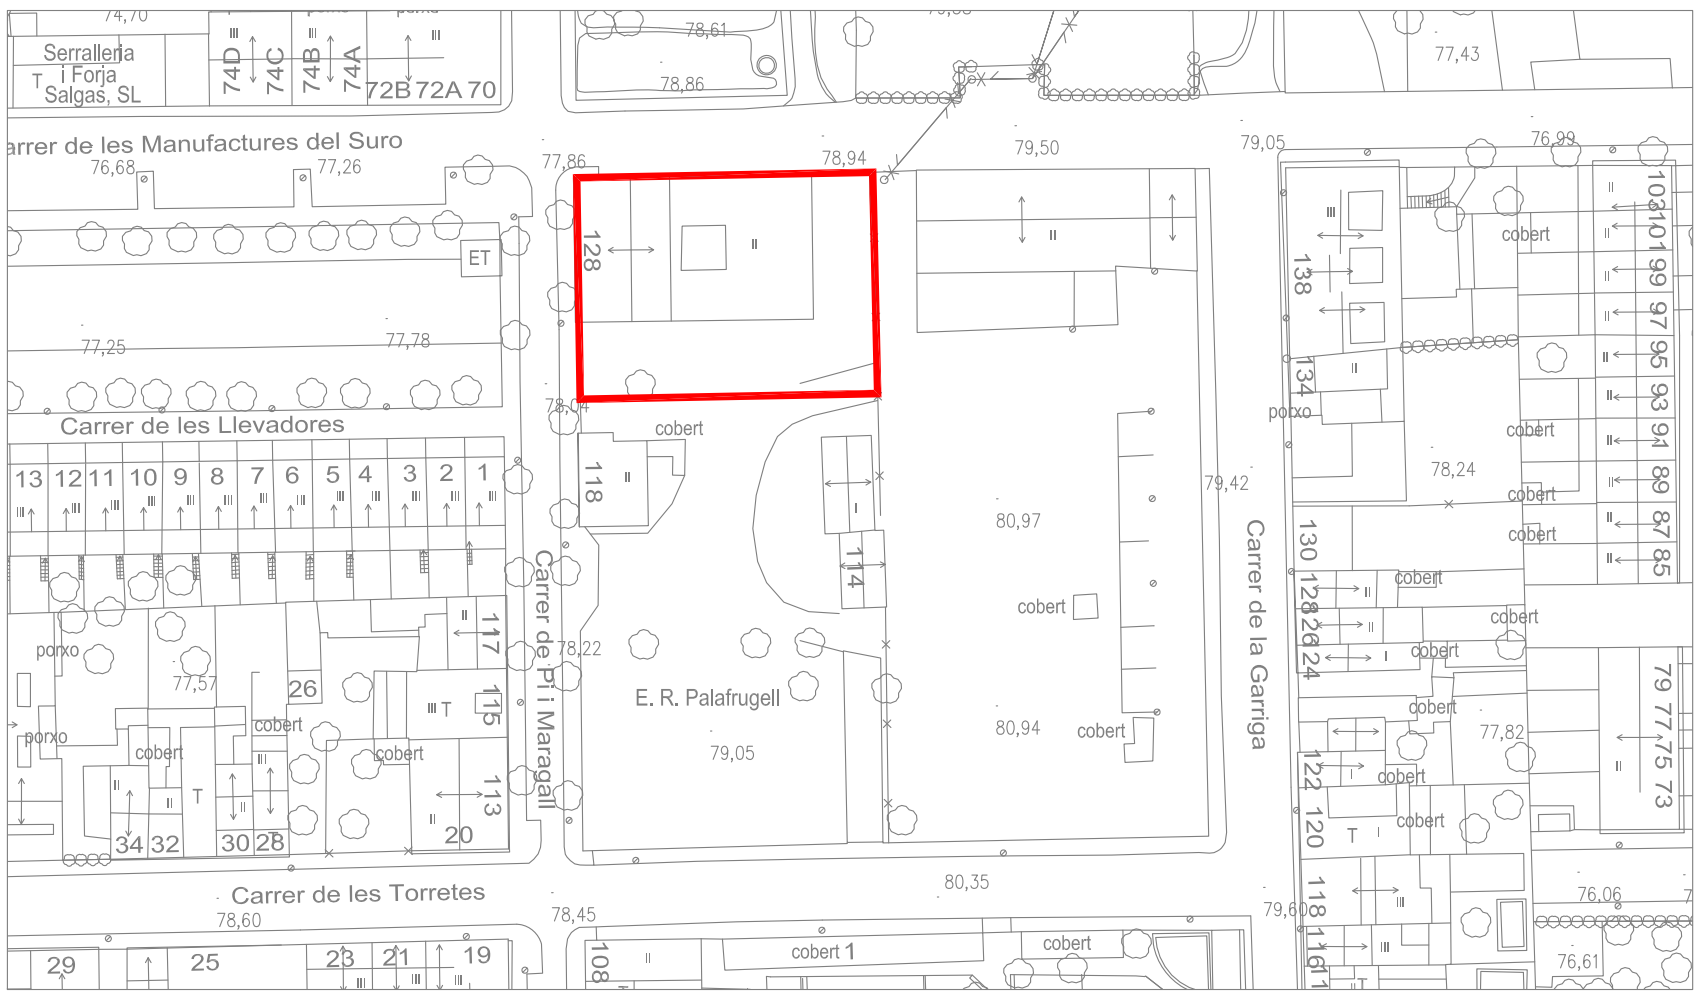 74,70
78,61
77,43
Serralleria
i Forja
Salgas, SL
T
74D
74C
74B
74A
72B 72A 70
78,86
Carrer de les Manufactures del Suro
76,68
77,26
77,86
78,94
79,50
79,05
76,99
103
101
99
97
95
93
91
89
87
85
cobert
128
II
II
138
ET
77,25
77,78
134
porxo
78,04
Carrer de les Llevadores
cobert
cobert
13 12 11 10 9 8 7 6 5 4 3 2 1
118
78,24
79,42
80,97
cobert
cobert
Carrer de Pi i Maragall
Carrer de la Garriga
114
130
128
126
124
cobert
cobert
cobert
cobert
117
porxo
78,22
77,57
26
115
T
E. R. Palafrugell
79 77 75 73
cobert
porxo
cobert
cobert
cobert
79,05
80,94
cobert
77,82
122
cobert
113
T
120
T
cobert
34 32 30 28 20
T
Carrer de les Torretes
80,35
118
76,06
78,60
78,45
79,60
116
29
25
23
21
19
108
cobert 1
cobert
76,61
T
T